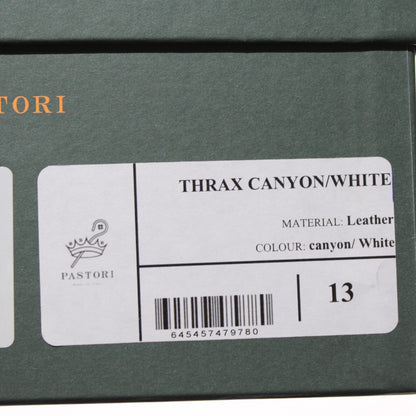 TORI
THRAX CANYON/WHITE
MATERIAL: Leather
COLOUR: canyon/ White
PASTORI
13
645457479780